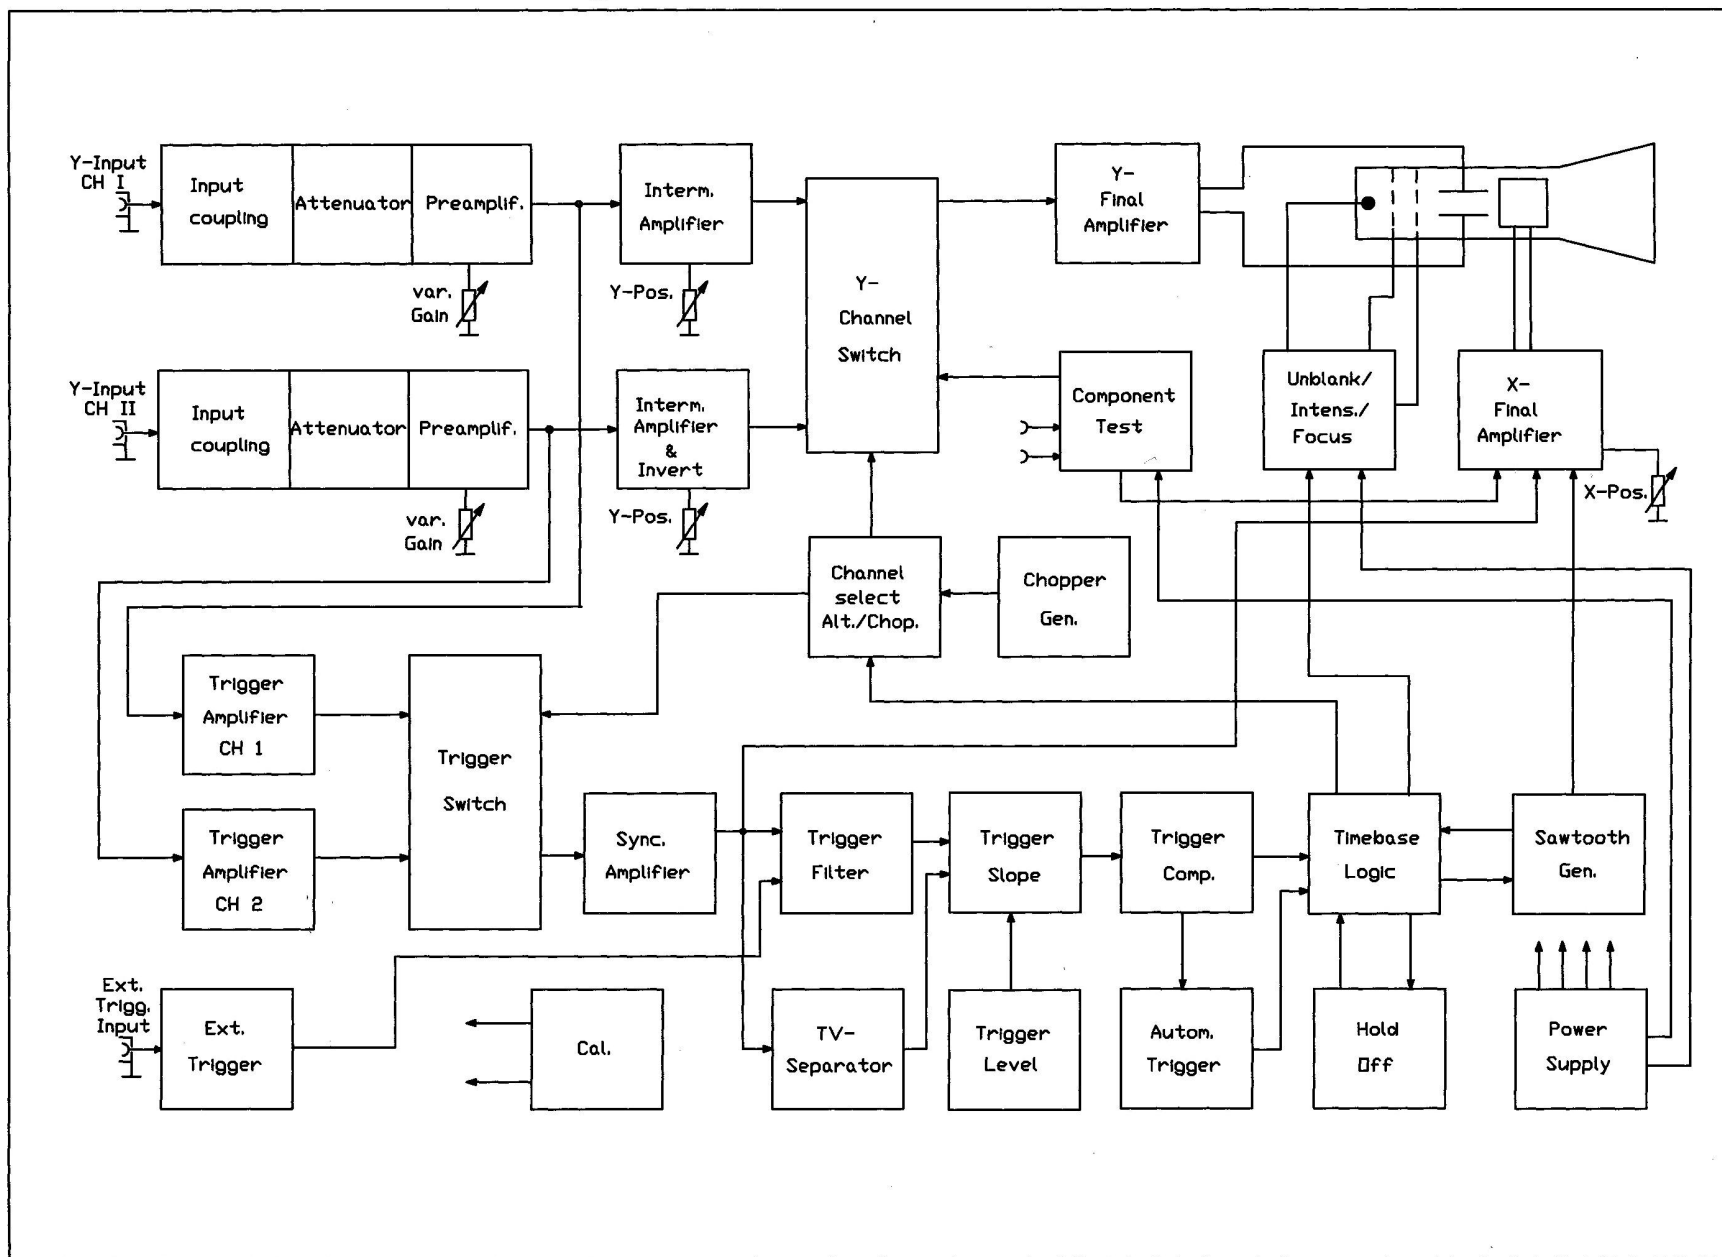 Y-Input
CH I
Input
coupling
Attenuator
Preamplif.
var.
Gain
Interm.
Amplifier
Y-Pos.
Y-
Channel
Switch
Y-
Final
Amplifier
Y-Input
CH II
Input
coupling
Attenuator
Preamplif.
var.
Gain
Interm.
Amplifier
&
Invert
Y-Pos.
Component
Test
Unblank/
Intens./
Focus
X-
Final
Amplifier
X-Pos.
Channel
select
Alt./Chop.
Chopper
Gen.
Trigger
Amplifier
CH 1
Trigger
Switch
Trigger
Amplifier
CH 2
Sync.
Amplifier
Trigger
Filter
Trigger
Slope
Trigger
Comp.
Timebase
Logic
Sawtooth
Gen.
Ext.
Trigg.
Input
Ext.
Trigger
Cal.
TV-
Separator
Trigger
Level
Autom.
Trigger
Hold
Off
Power
Supply